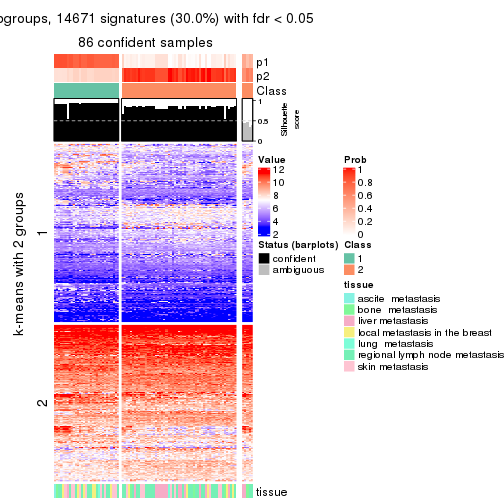 ogroups, 14671 signatures (30.0%) with fdr < 0.05
86 confident samples
p1
p2
Class
1
0.5
0
Silhouette
score
k-means with 2 groups
1
2
Value
12
10
8
6
4
2
Prob
1
0.8
0.6
0.4
0.2
0
Status (barplots)
confident
ambiguous
Class
1
2
tissue
ascite metastasis
bone metastasis
liver metastasis
local metastasis in the breast
lung metastasis
regional lymph node metastasis
skin metastasis
tissue